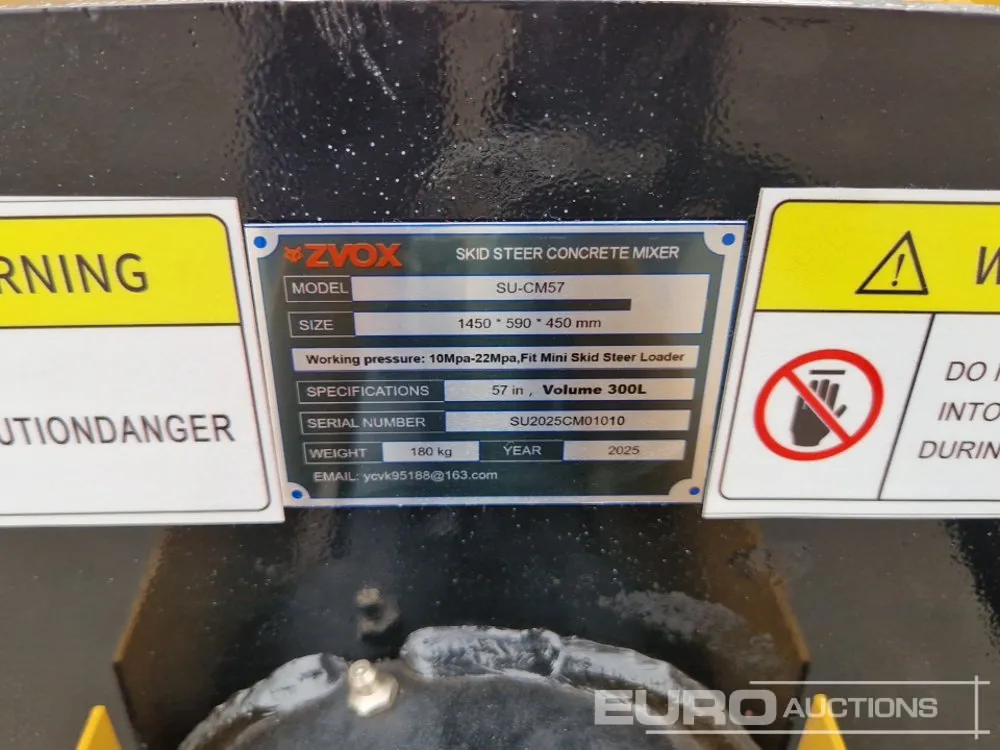 RNING
UTIONDANGER
ZVOX SKID STEER CONCRETE MIXER
MODEL SU-CM57
SIZE 1450 * 590 * 450 mm
Working pressure: 10Mpa-22Mpa,Fit Mini Skid Steer Loader
SPECIFICATIONS 57 in , Volume 300L
SERIAL NUMBER SU2025CM01010
WEIGHT 180 kg YEAR 2025
EMAIL: ycvk95188@163.com
W
DO
INTO
DURIN
EURO AUCTIONS